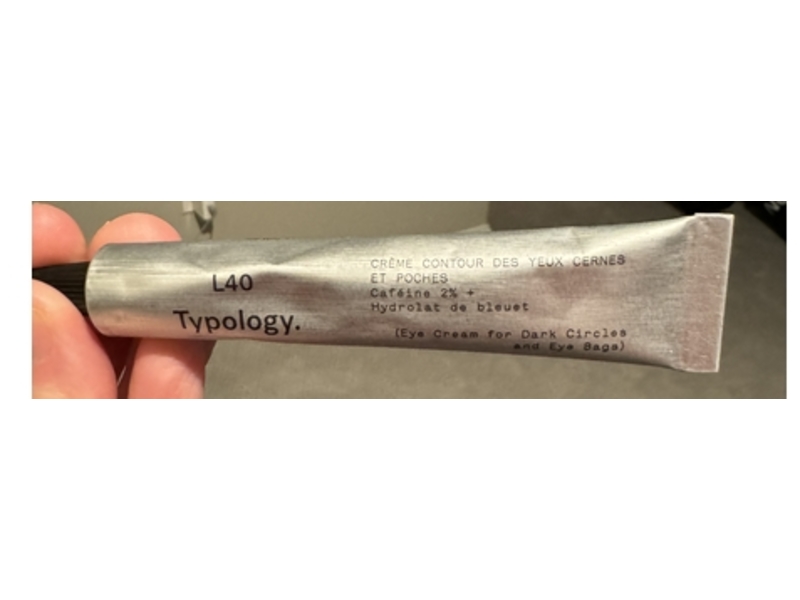 L40
Typology.
CRÈME CONTOUR DES YEUX CERNES
ET POCHES
Caféine 2% +
Hydrolat de bleuet
(Eye Cream for Dark Circles
and Eye Bags)